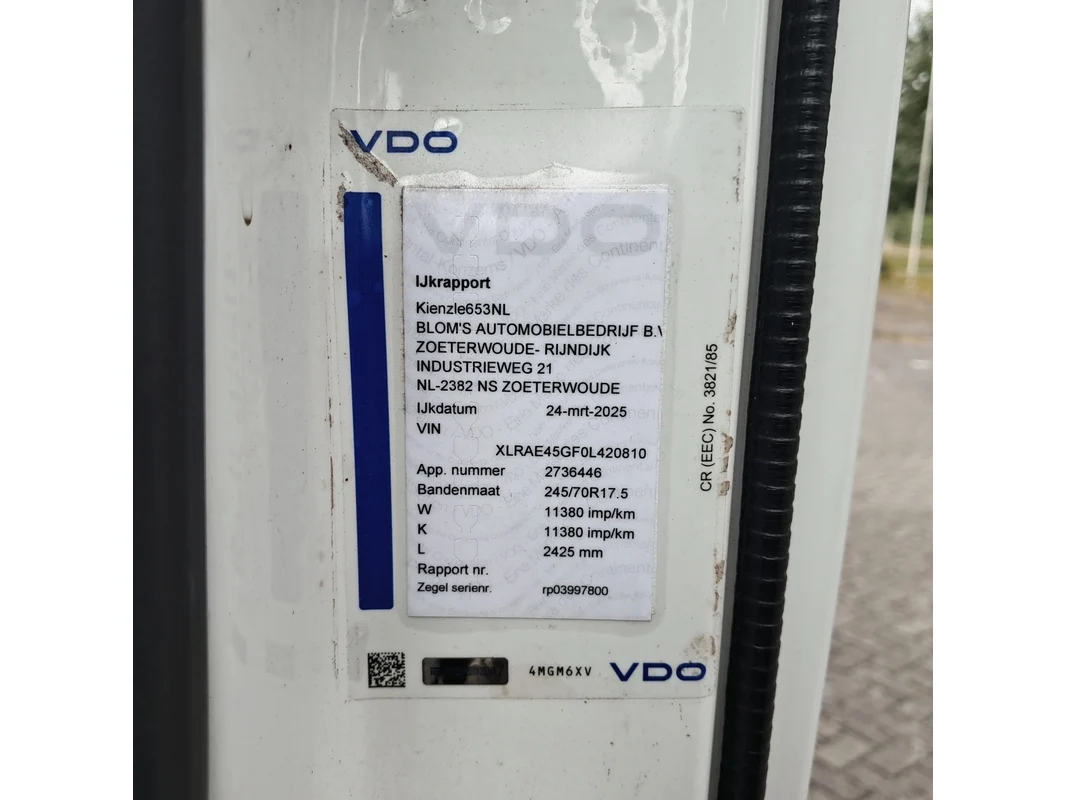 VDO
VDO
IJkrapport
Kienzle653NL
BLOM'S AUTOMOBIELBEDRIJF B.V
ZOETERWOUDE- RIJNDIJK
INDUSTRIEWEG 21
NL-2382 NS ZOETERWOUDE
IJkdatum 24-mrt-2025
VIN
XLRAE45GF0L420810
App. nummer 2736446
Bandenmaat 245/70R17.5
W 11380 imp/km
K 11380 imp/km
L 2425 mm
Rapport nr.
Zegel serienr. rp03997800
CR (EEC) No. 3821/85
4MGM6XV VDO